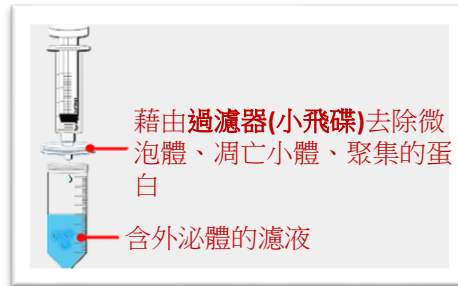 藉由過濾器(小飛碟)去除微
泡體、凋亡小體、聚集的蛋
白
含外泌體的濾液